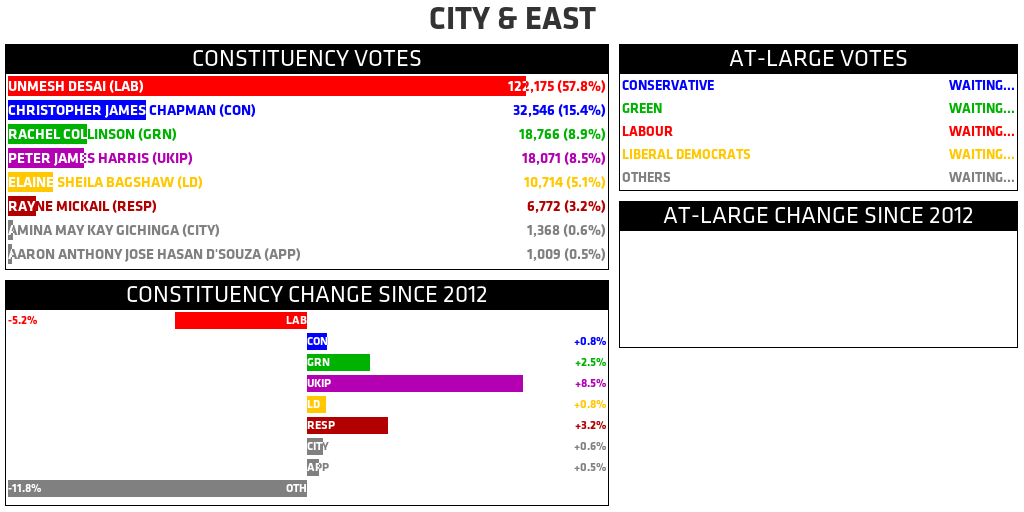 CITY & EAST
CONSTITUENCY VOTES
UNMESH DESAI (LAB) 122,175 (57.8%)
CHRISTOPHER JAMES CHAPMAN (CON) 32,546 (15.4%)
RACHEL COLLINSON (GRN) 18,766 (8.9%)
PETER JAMES HARRIS (UKIP) 18,071 (8.5%)
ELAINE SHEILA BAGSHAW (LD) 10,714 (5.1%)
RAYNE MICKAIL (RESP) 6,772 (3.2%)
AMINA MAY KAY GICHINGA (CITY) 1,368 (0.6%)
AARON ANTHONY JOSE HASAN D'SOUZA (APP) 1,009 (0.5%)
CONSTITUENCY CHANGE SINCE 2012
-5.2% LAB
CON +0.8%
GRN +2.5%
UKIP +8.5%
LD +0.8%
RESP +3.2%
CITY +0.6%
APP +0.5%
-11.8% OTH
AT-LARGE VOTES
CONSERVATIVE WAITING...
GREEN WAITING...
LABOUR WAITING...
LIBERAL DEMOCRATS WAITING...
OTHERS WAITING...
AT-LARGE CHANGE SINCE 2012